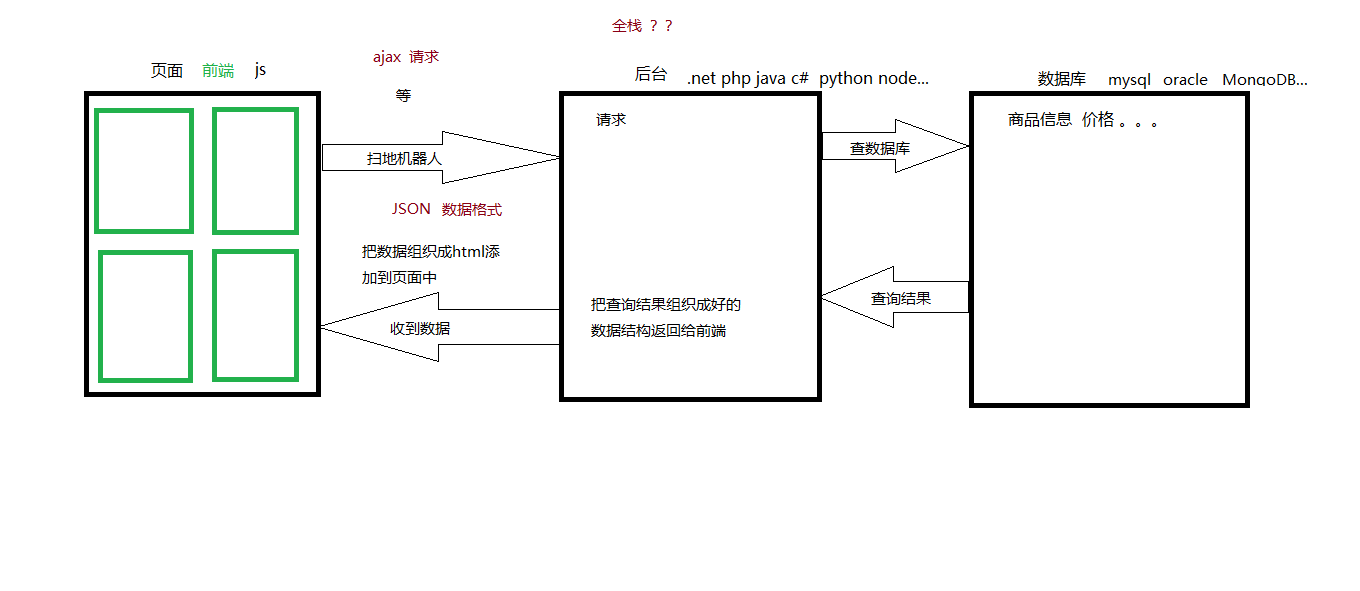 全栈 ？？
ajax 请求
页面 前端 js
后台 .net php java c# python node...
数据库 mysql oracle MongoDB...
等
请求
商品信息 价格 。。。
扫地机器人
查数据库
JSON 数据格式
把数据组织成html添
加到页面中
查询结果
把查询结果组织成好的
数据结构返回给前端
收到数据